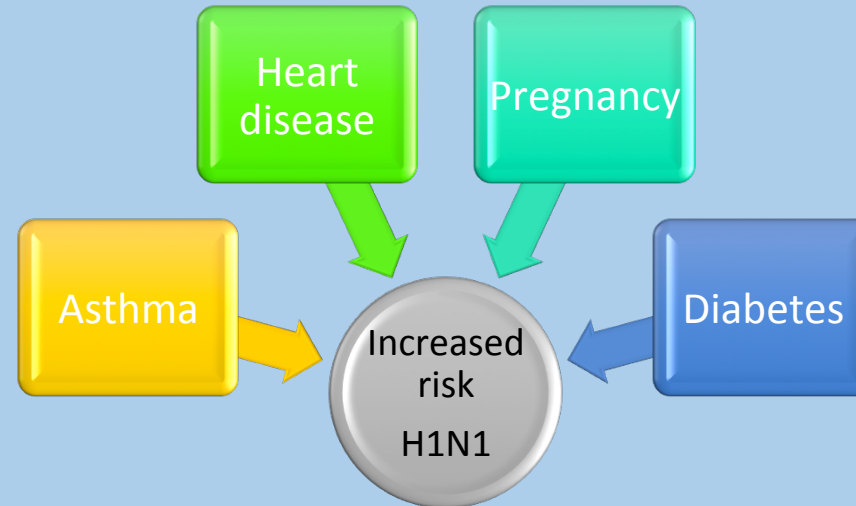 Heart
disease
Pregnancy
Asthma
Diabetes
Increased
risk
H1N1